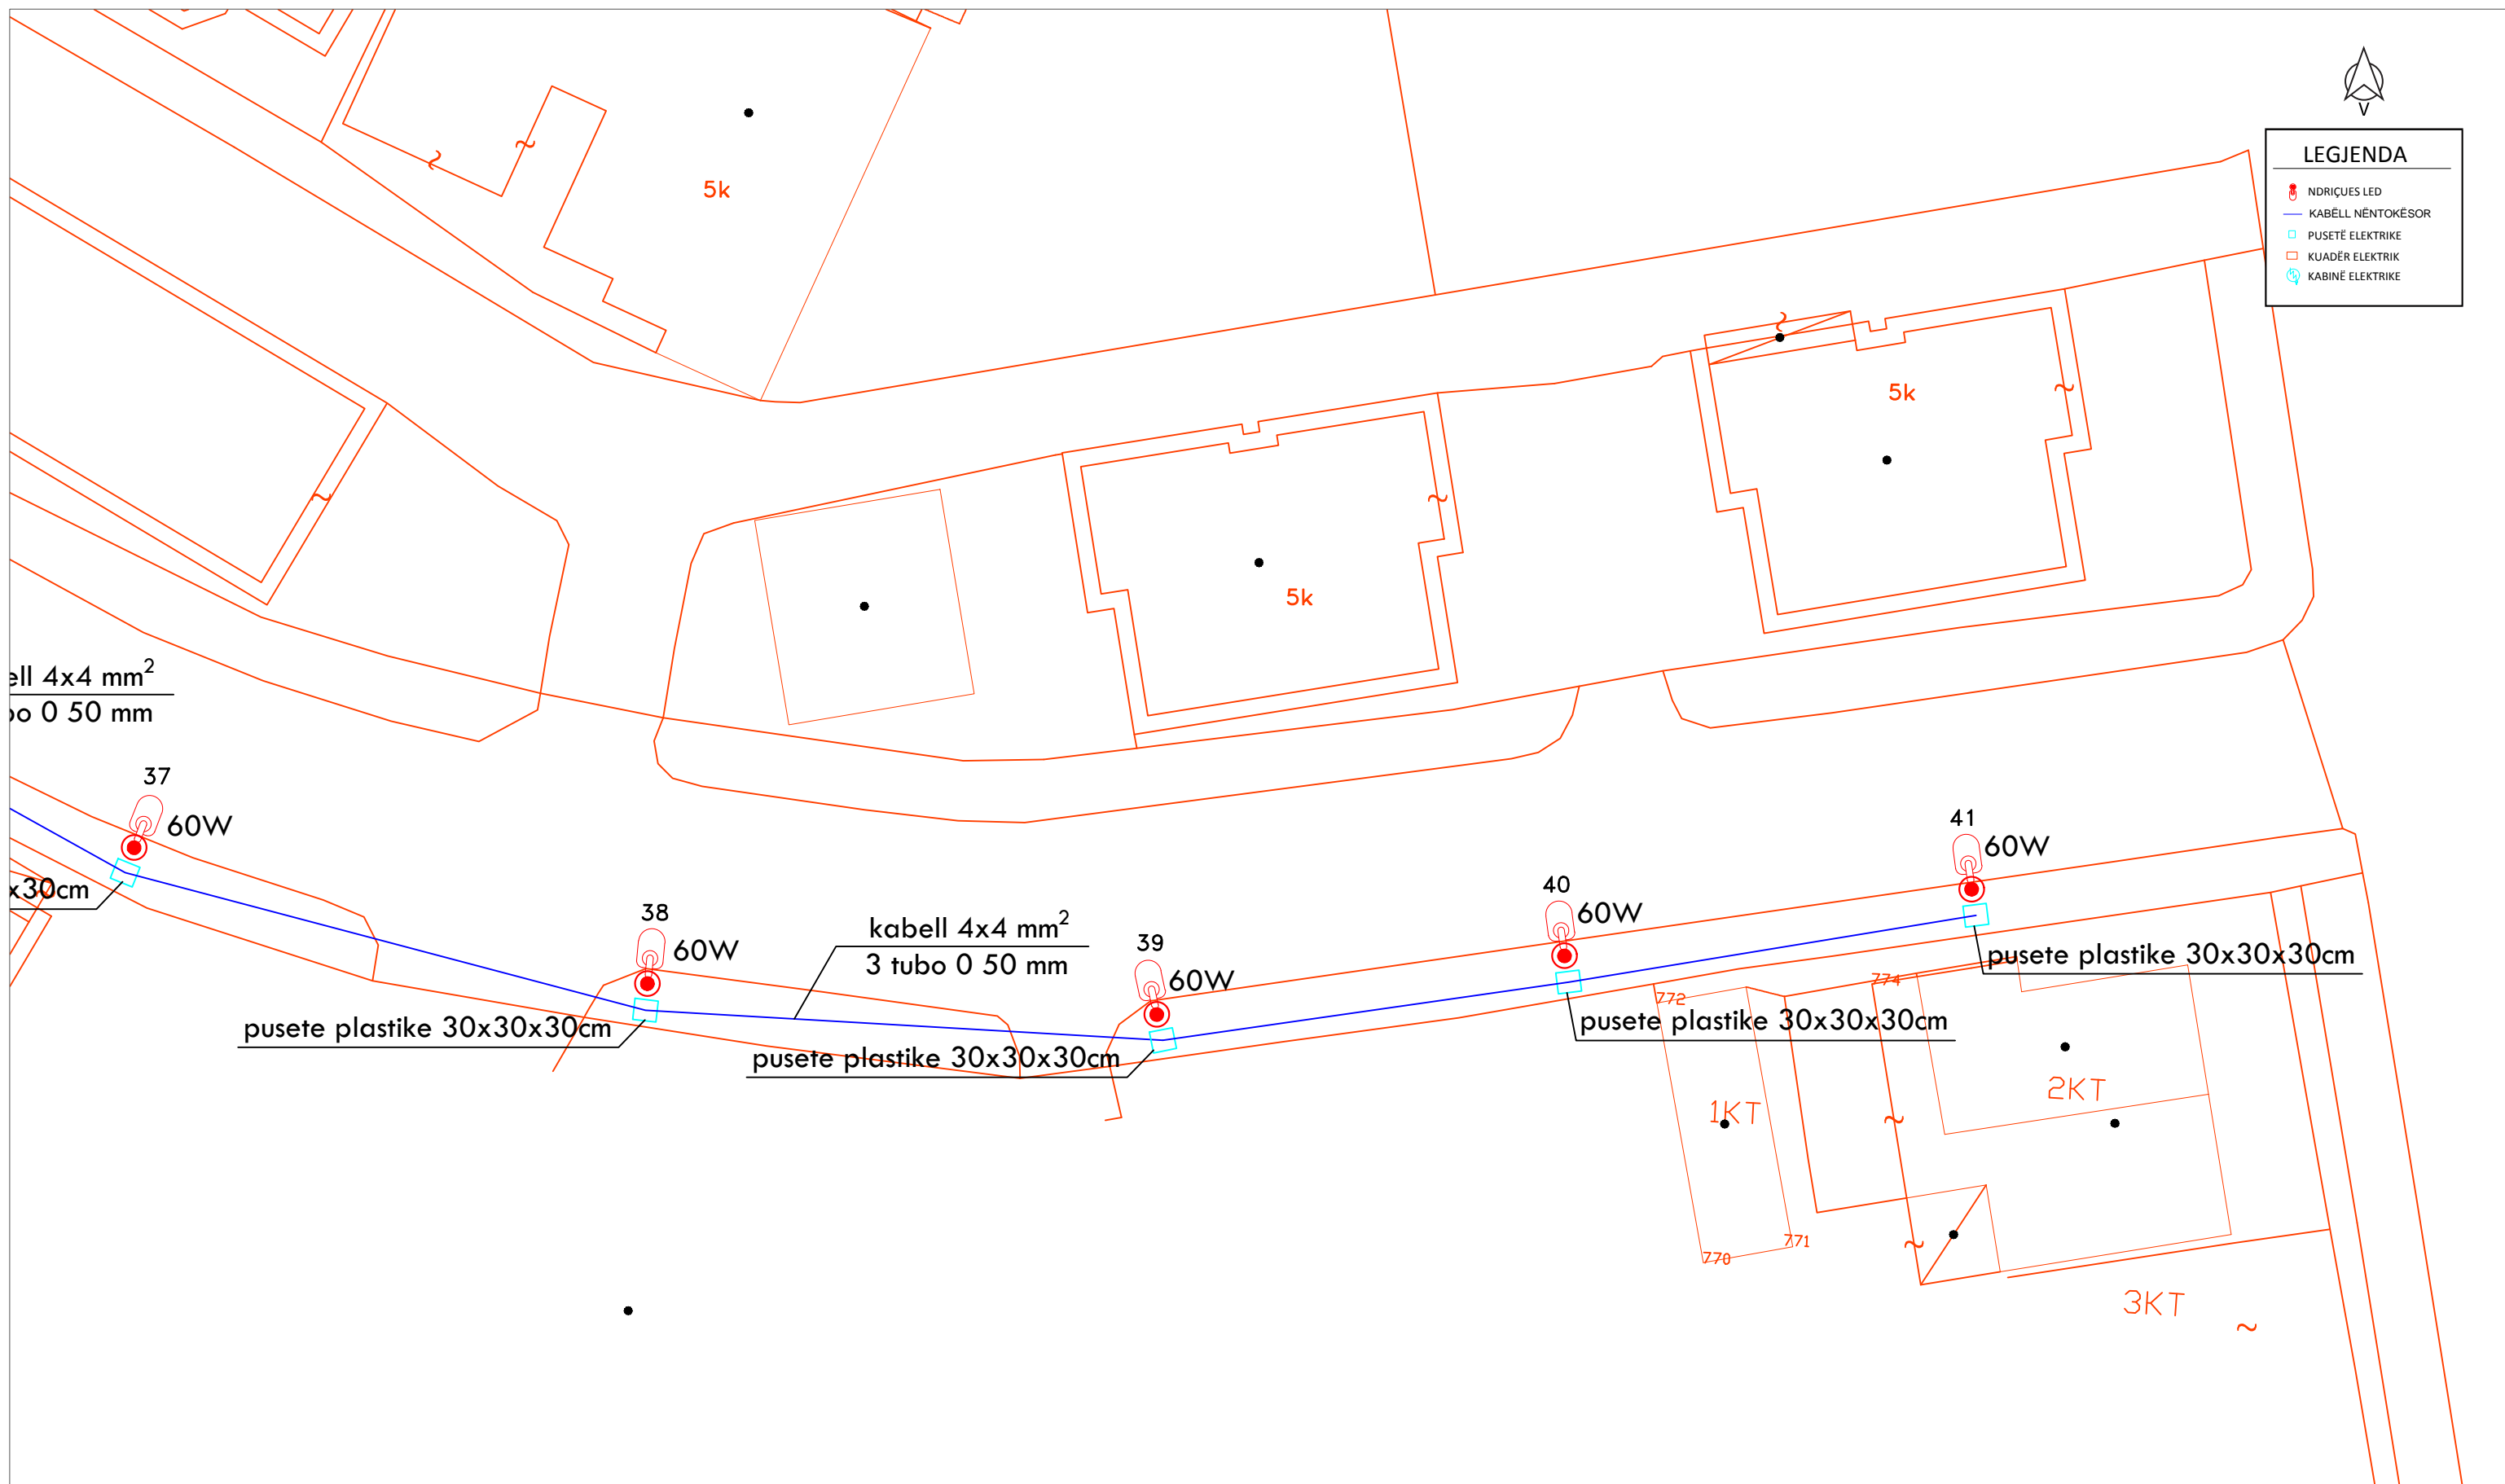 V
LEGJENDA
NDRIÇUES LED
KABËLL NËNTOKËSOR
PUSETË ELEKTRIKE
KUADËR ELEKTRIK
KABINË ELEKTRIKE
5k
5k
5k
ell 4x4 mm²
bo 0 50 mm
37
60W
x30cm
38
60W
kabell 4x4 mm²
3 tubo 0 50 mm
39
60W
40
60W
41
60W
pusete plastike 30x30x30cm
pusete plastike 30x30x30cm
pusete plastike 30x30x30cm
pusete plastike 30x30x30cm
772
774
1KT
2KT
770
771
3KT